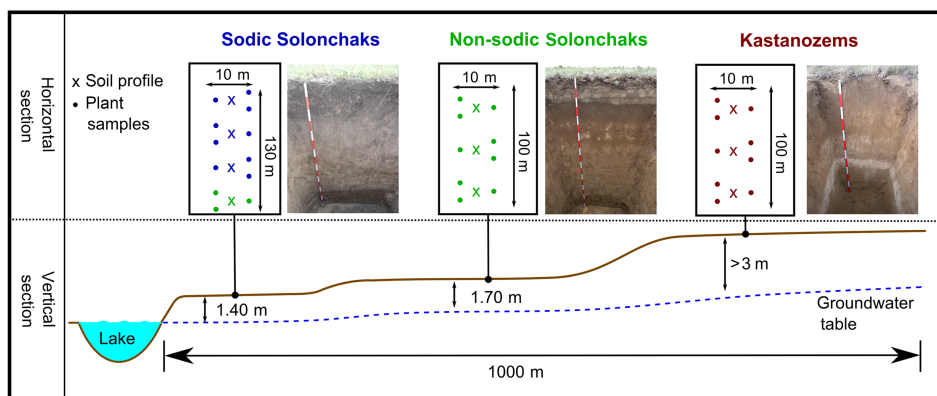 Horizontal
section
x Soil profile
• Plant
samples
Sodic Solonchaks
10 m
x
x
x
x
130 m
Non-sodic Solonchaks
10 m
x
x
x
100 m
Kastanozems
10 m
x
x
x
100 m
Vertical
section
Lake
1.40 m
1.70 m
>3 m
Groundwater
table
1000 m